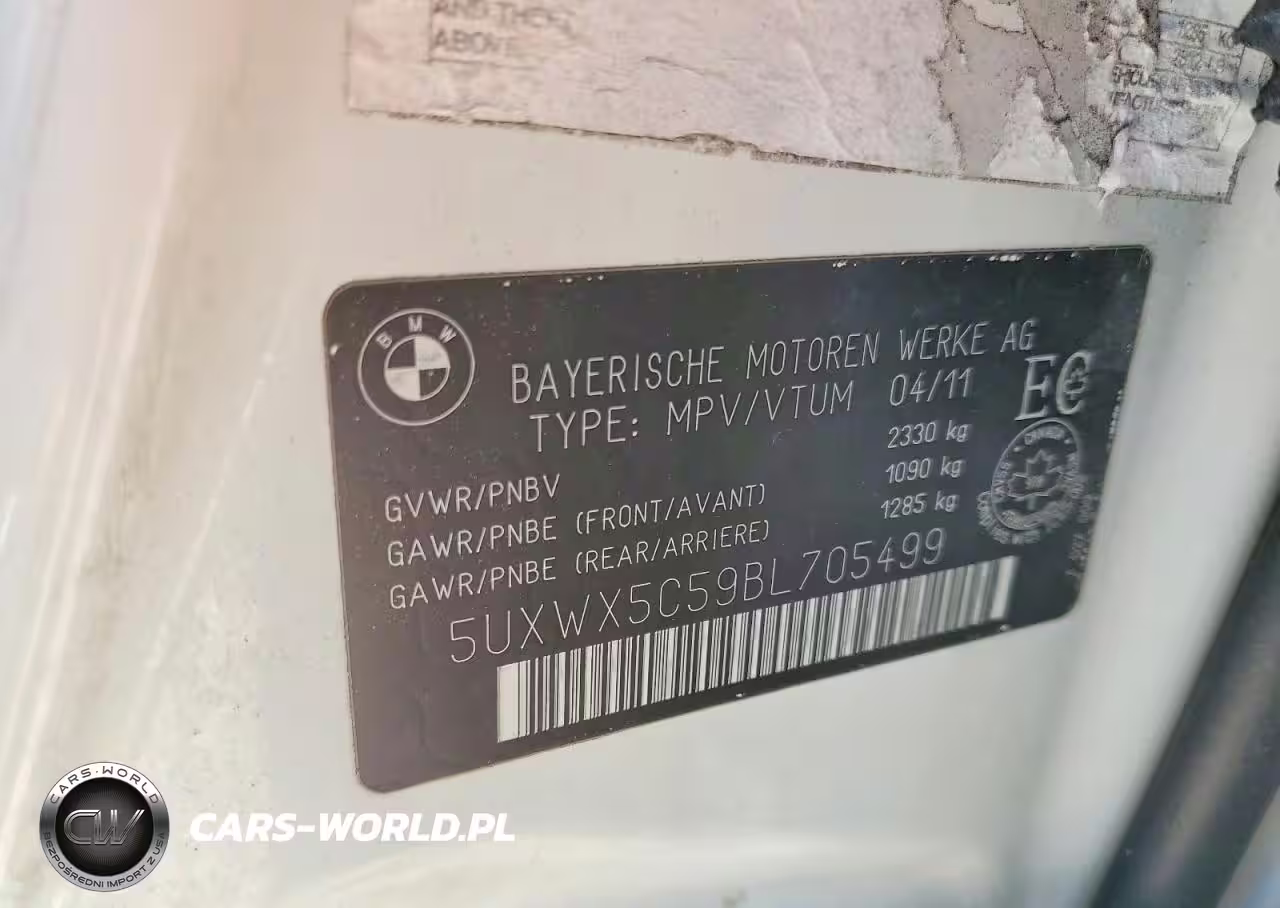 ANTI-THEFT
ABOVE
BMW
BAYERISCHE MOTOREN WERKE AG
TYPE: MPV/VTUM 04/11
EC
GVWR/PNBV 2330 kg
GAWR/PNBE (FRONT/AVANT) 1090 kg
GAWR/PNBE (REAR/ARRIERE) 1285 kg
5UXWX5C59BL705499
CARS-WORLD
CW
BEZPOŚREDNI IMPORT Z USA
CARS-WORLD.PL